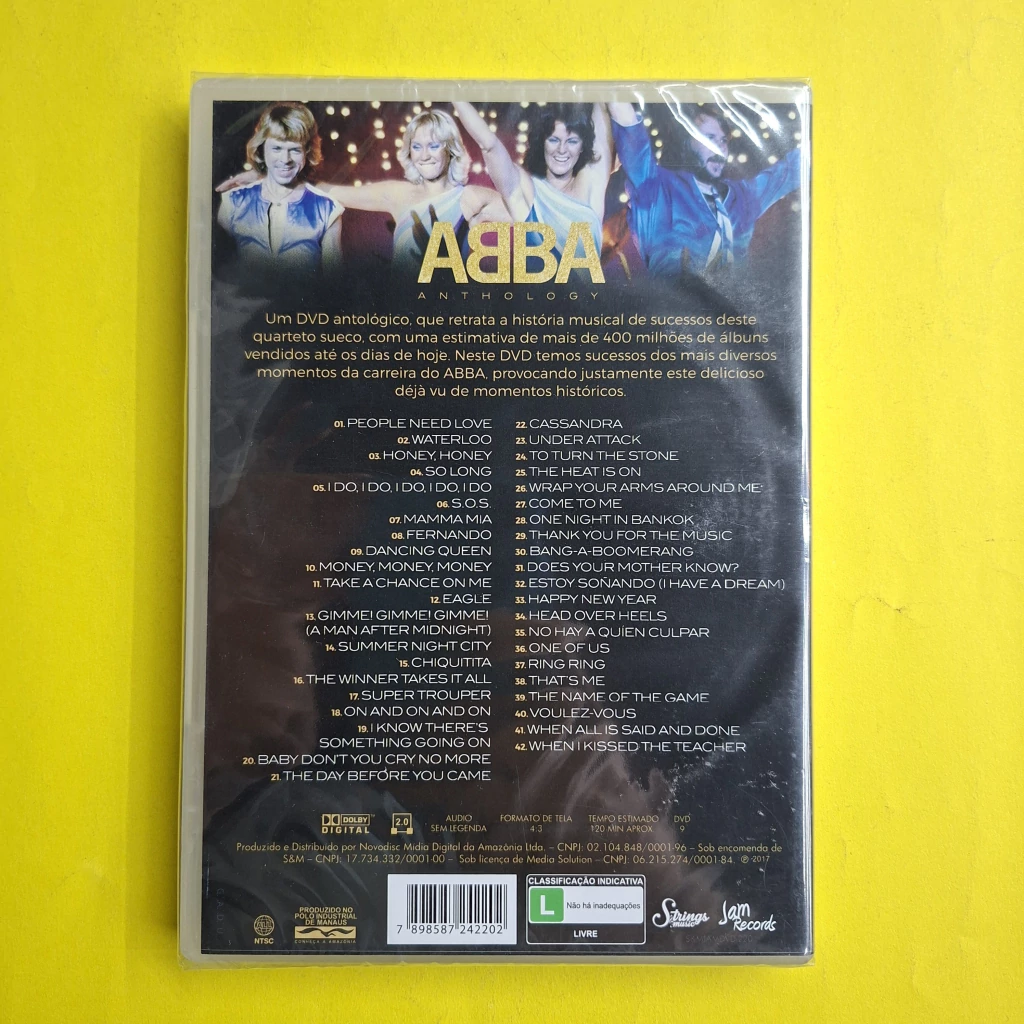 ABBA
ANTHOLOGY
Um DVD antológico, que retrata a história musical de sucessos deste
quarteto sueco, com uma estimativa de mais de 400 milhões de álbuns
vendidos até os dias de hoje. Neste DVD temos sucessos dos mais diversos
momentos da carreira do ABBA, provocando justamente este delicioso
déjà vu de momentos históricos.
01. PEOPLE NEED LOVE
02. WATERLOO
03. HONEY, HONEY
04. SO LONG
05. I DO, I DO, I DO, I DO, I DO
06. S.O.S.
07. MAMMA MIA
08. FERNANDO
09. DANCING QUEEN
10. MONEY, MONEY, MONEY
11. TAKE A CHANCE ON ME
12. EAGLE
13. GIMME! GIMME! GIMME!
(A MAN AFTER MIDNIGHT)
14. SUMMER NIGHT CITY
15. CHIQUITITA
16. THE WINNER TAKES IT ALL
17. SUPER TROUPER
18. ON AND ON AND ON
19. I KNOW THERE'S
SOMETHING GOING ON
20. BABY DON'T YOU CRY NO MORE
21. THE DAY BEFORE YOU CAME
22. CASSANDRA
23. UNDER ATTACK
24. TO TURN THE STONE
25. THE HEAT IS ON
26. WRAP YOUR ARMS AROUND ME
27. COME TO ME
28. ONE NIGHT IN BANKOK
29. THANK YOU FOR THE MUSIC
30. BANG-A-BOOMERANG
31. DOES YOUR MOTHER KNOW?
32. ESTOY SOÑANDO (I HAVE A DREAM)
33. HAPPY NEW YEAR
34. HEAD OVER HEELS
35. NO HAY A QUÍEN CULPAR
36. ONE OF US
37. RING RING
38. THAT'S ME
39. THE NAME OF THE GAME
40. VOULEZ-VOUS
41. WHEN ALL IS SAID AND DONE
42. WHEN I KISSED THE TEACHER
DOLBY DIGITAL
2.0
AUDIO
SEM LEGENDA
FORMATO DE TELA
4:3
TEMPO ESTIMADO
120 MIN APROX
DVD
9
Produzido e Distribuido por Novodisc Mídia Digital da Amazônia Ltda. – CNPJ: 02.104.848/0001-96 – Sob encomenda de
S&M – CNPJ: 17.734.332/0001-00 – Sob licença de Media Solution – CNPJ: 06.215.274/0001-84. ℗ 2017
NTSC
PRODUZIDO NO
PÓLO INDUSTRIAL
DE MANAUS
CONHEÇA A AMAZÔNIA
7 898587 242202
CLASSIFICAÇÃO INDICATIVA
L
Não há inadequações
LIVRE
Strings
music
Jam
Records